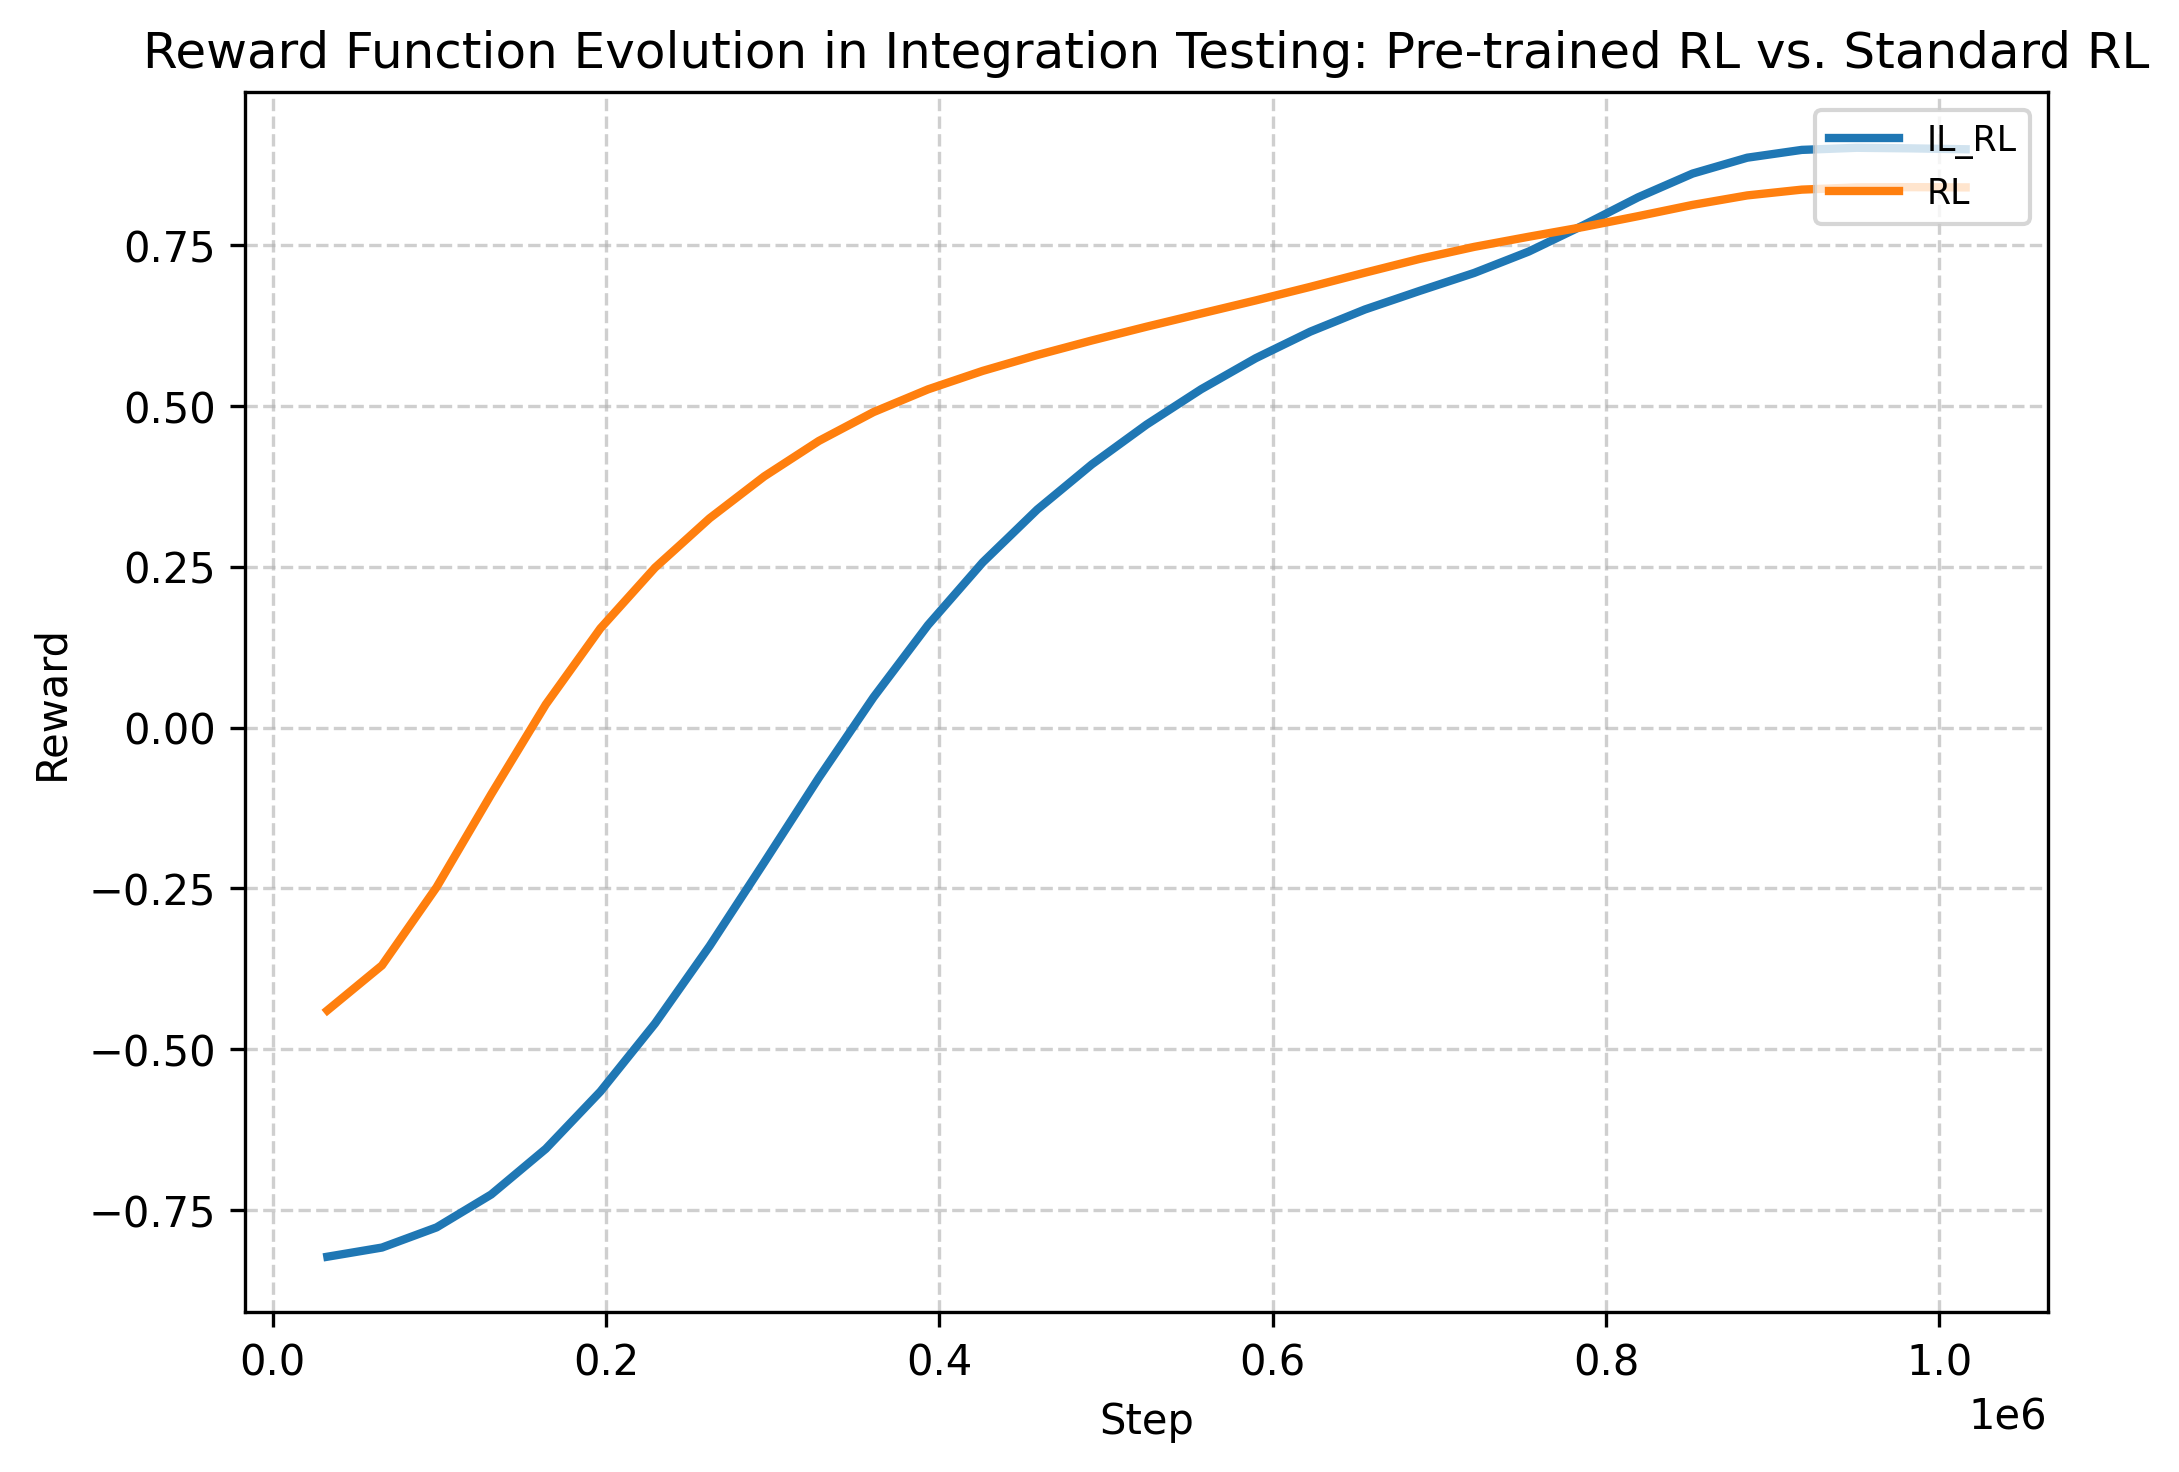 Reward Function Evolution in Integration Testing: Pre-trained RL vs. Standard RL
IL_RL
RL
0.75
0.50
0.25
0.00
−0.25
−0.50
−0.75
Reward
0.0 0.2 0.4 0.6 0.8 1.0
1e6
Step